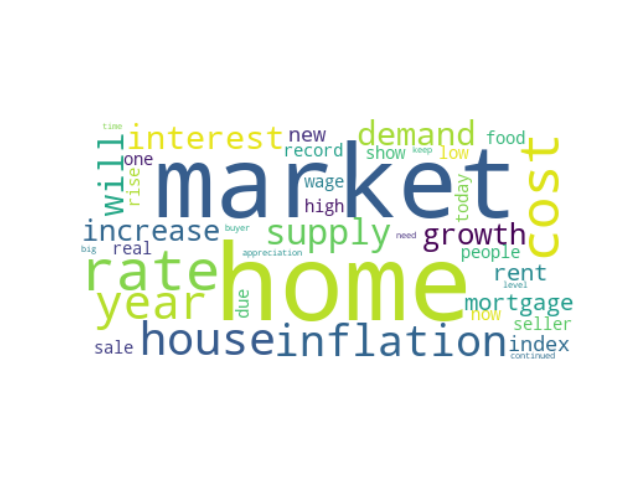 time
interest
new
demand
food
will
one
record
show
keep
low
cost
market
rise
wage
today
high
increase
buyer
supply
need
growth
big
real
appreciation
people
rate
home
rent
level
year
due
mortgage
now
seller
sale
house
inflation
index
continued